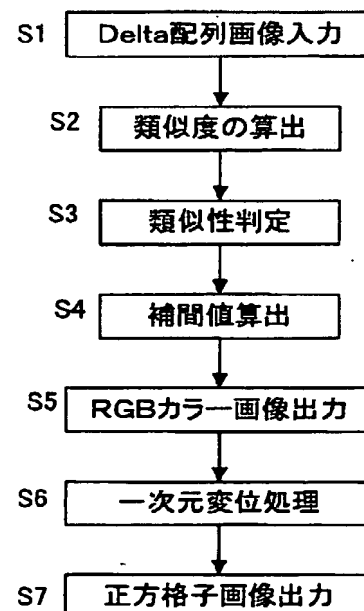 S1 Delta配列画像入力
S2 類似度の算出
S3 類似性判定
S4 補間値算出
S5 RGBカラー画像出力
S6 一次元変位処理
S7 正方格子画像出力